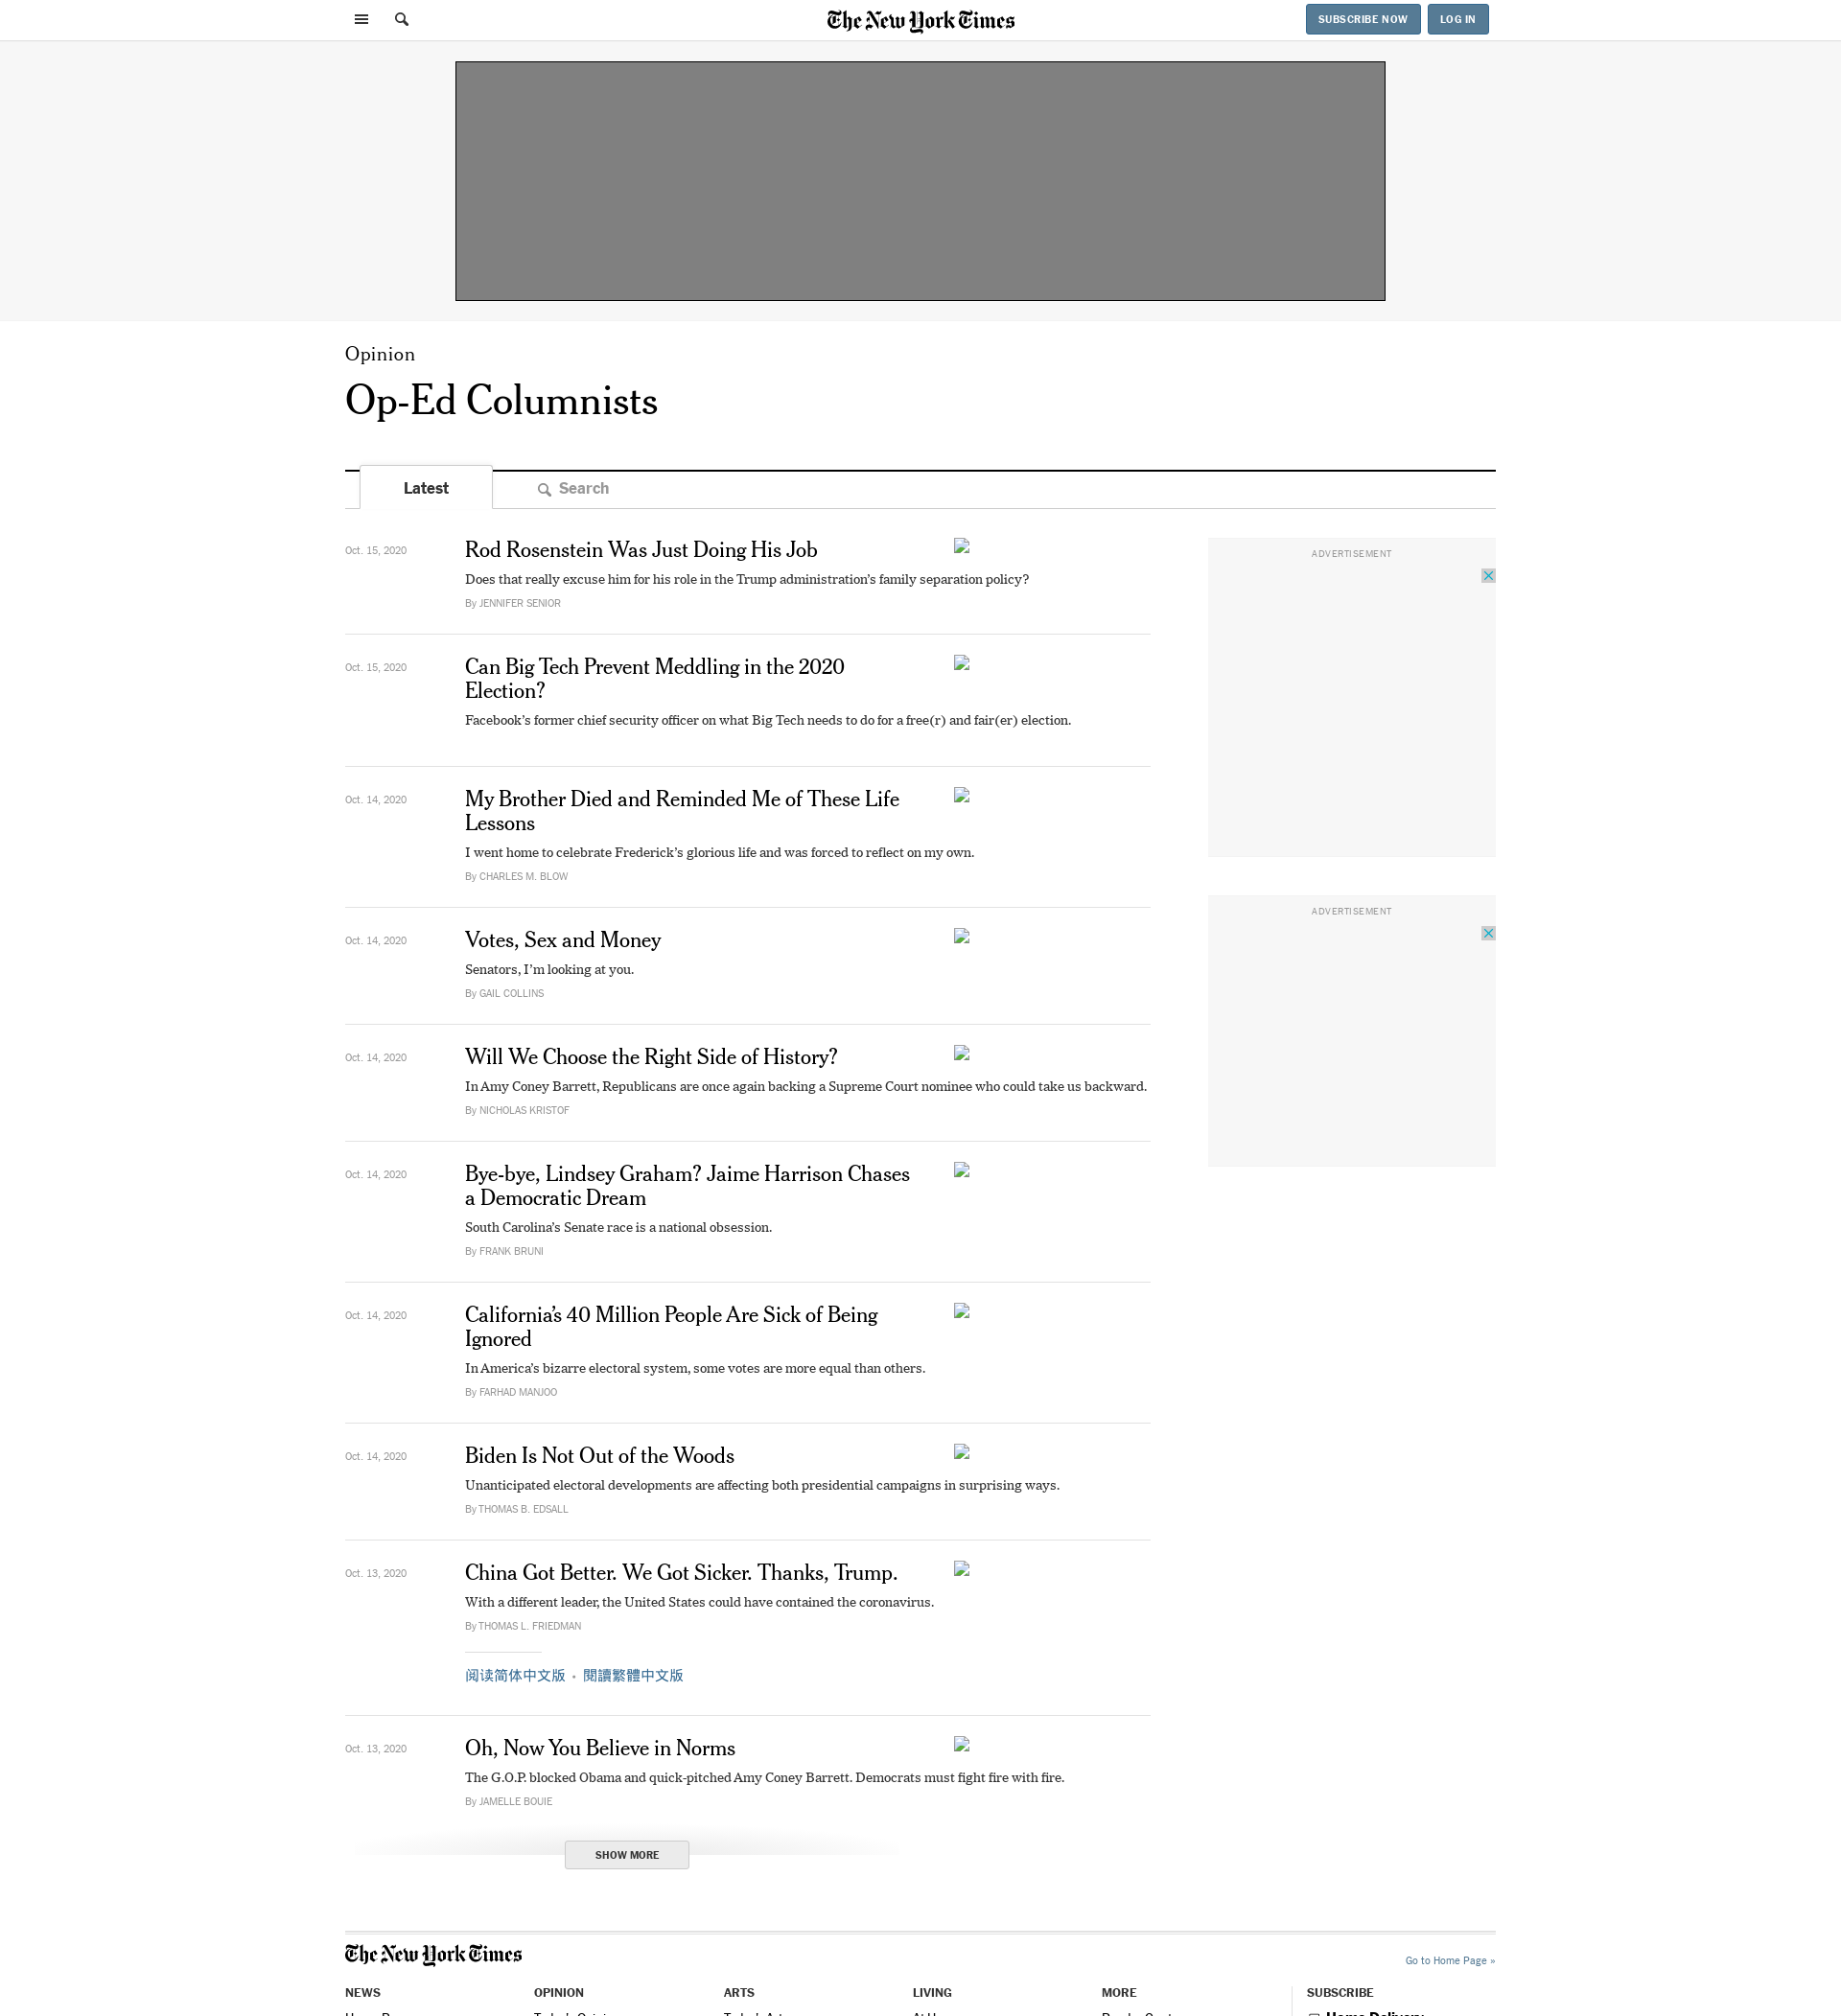 The New York Times
SUBSCRIBE NOW
LOG IN
Opinion
Op-Ed Columnists
Latest
Search
Oct. 15, 2020
Rod Rosenstein Was Just Doing His Job
Does that really excuse him for his role in the Trump administration’s family separation policy?
By JENNIFER SENIOR
ADVERTISEMENT
Oct. 15, 2020
Can Big Tech Prevent Meddling in the 2020
Election?
Facebook’s former chief security officer on what Big Tech needs to do for a free(r) and fair(er) election.
Oct. 14, 2020
My Brother Died and Reminded Me of These Life
Lessons
I went home to celebrate Frederick’s glorious life and was forced to reflect on my own.
By CHARLES M. BLOW
ADVERTISEMENT
Oct. 14, 2020
Votes, Sex and Money
Senators, I’m looking at you.
By GAIL COLLINS
Oct. 14, 2020
Will We Choose the Right Side of History?
In Amy Coney Barrett, Republicans are once again backing a Supreme Court nominee who could take us backward.
By NICHOLAS KRISTOF
Oct. 14, 2020
Bye-bye, Lindsey Graham? Jaime Harrison Chases
a Democratic Dream
South Carolina’s Senate race is a national obsession.
By FRANK BRUNI
Oct. 14, 2020
California’s 40 Million People Are Sick of Being
Ignored
In America’s bizarre electoral system, some votes are more equal than others.
By FARHAD MANJOO
Oct. 14, 2020
Biden Is Not Out of the Woods
Unanticipated electoral developments are affecting both presidential campaigns in surprising ways.
By THOMAS B. EDSALL
Oct. 13, 2020
China Got Better. We Got Sicker. Thanks, Trump.
With a different leader, the United States could have contained the coronavirus.
By THOMAS L. FRIEDMAN
阅读简体中文版 • 閱讀繁體中文版
Oct. 13, 2020
Oh, Now You Believe in Norms
The G.O.P. blocked Obama and quick-pitched Amy Coney Barrett. Democrats must fight fire with fire.
By JAMELLE BOUIE
SHOW MORE
The New York Times
Go to Home Page »
NEWS
OPINION
ARTS
LIVING
MORE
SUBSCRIBE